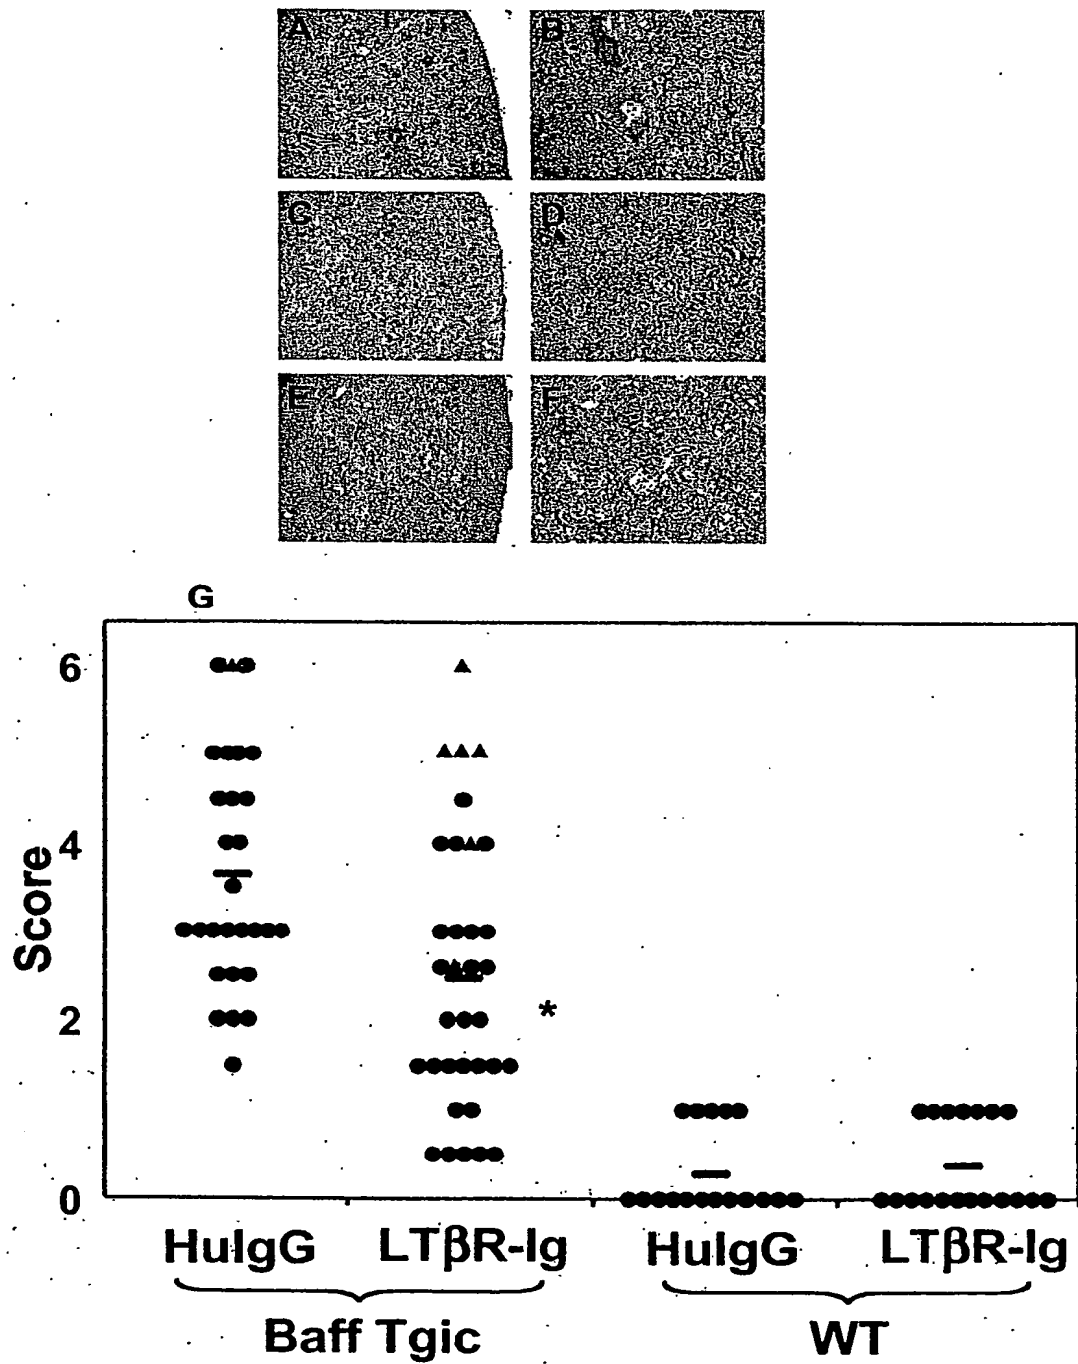 A B
C D
E F
G
6
4
2
0
Score
*
HuIgG LTβR-Ig HuIgG LTβR-Ig
Baff Tgic WT